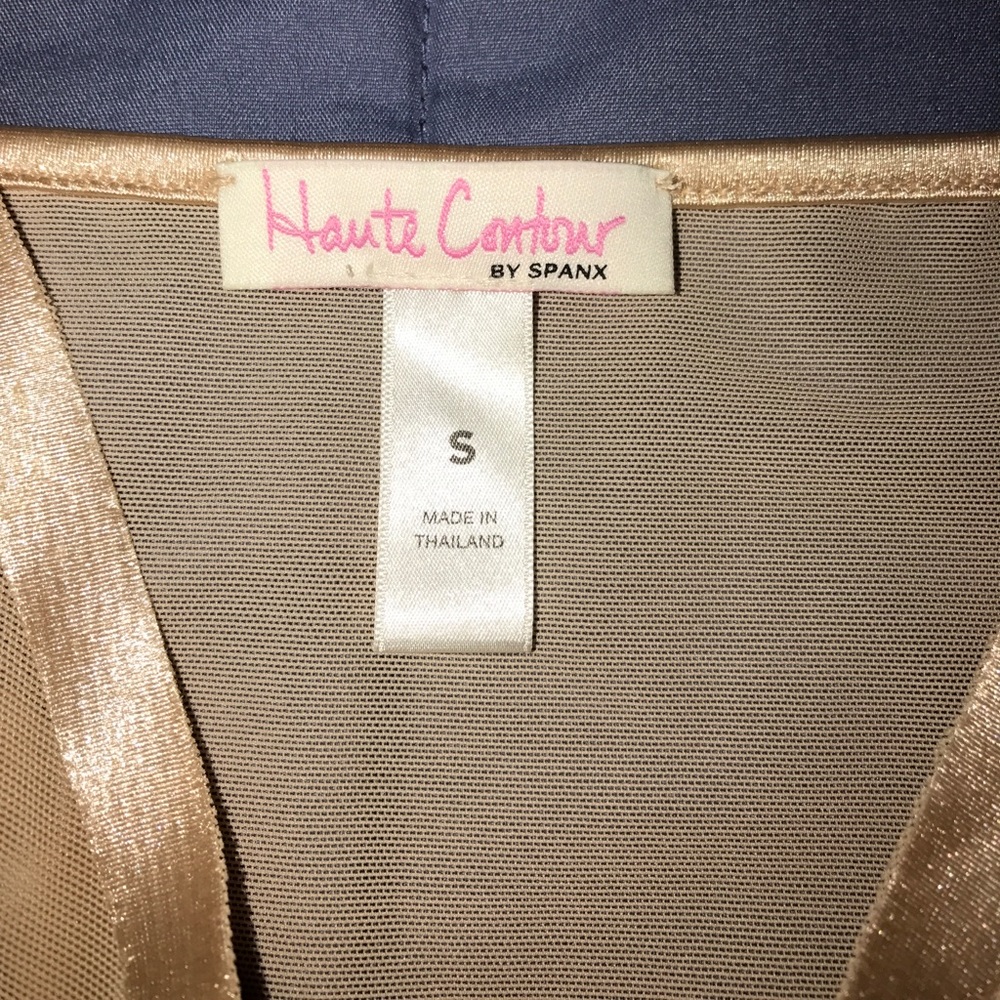 Haute Contour
BY SPANX
S
MADE IN
THAILAND